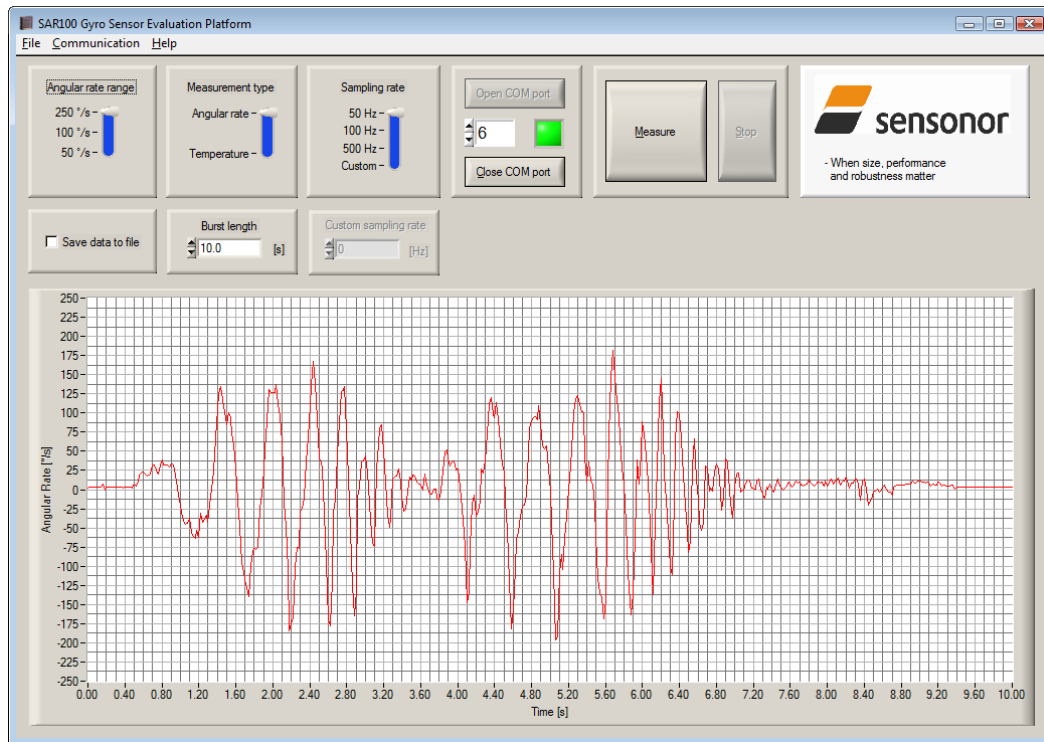 SAR100 Gyro Sensor Evaluation Platform
File Communication Help
Angular rate range
250 °/s
100 °/s
50 °/s
Measurement type
Angular rate
Temperature
Sampling rate
50 Hz
100 Hz
500 Hz
Custom
Open COM port
6
Close COM port
Measure
Stop
sensonor
- When size, perfomance
and robustness matter
Save data to file
Burst length
10.0 [s]
Custom sampling rate
0 [Hz]
Angular Rate [°/s]
250
225
200
175
150
125
100
75
50
25
0
-25
-50
-75
-100
-125
-150
-175
-200
-225
-250
0.00 0.40 0.80 1.20 1.60 2.00 2.40 2.80 3.20 3.60 4.00 4.40 4.80 5.20 5.60 6.00 6.40 6.80 7.20 7.60 8.00 8.40 8.80 9.20 9.60 10.00
Time [s]